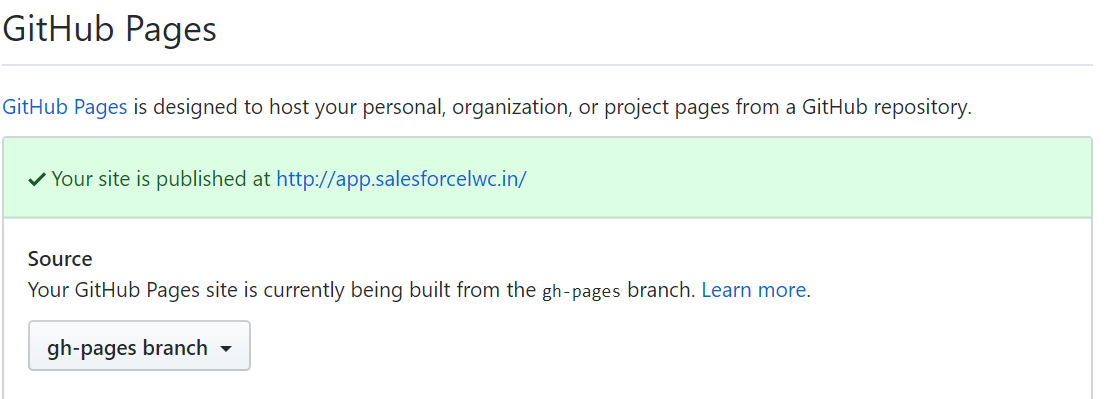 GitHub Pages
GitHub Pages is designed to host your personal, organization, or project pages from a GitHub repository.
Your site is published at http://app.salesforcelwc.in/
Source
Your GitHub Pages site is currently being built from the gh-pages branch. Learn more.
gh-pages branch